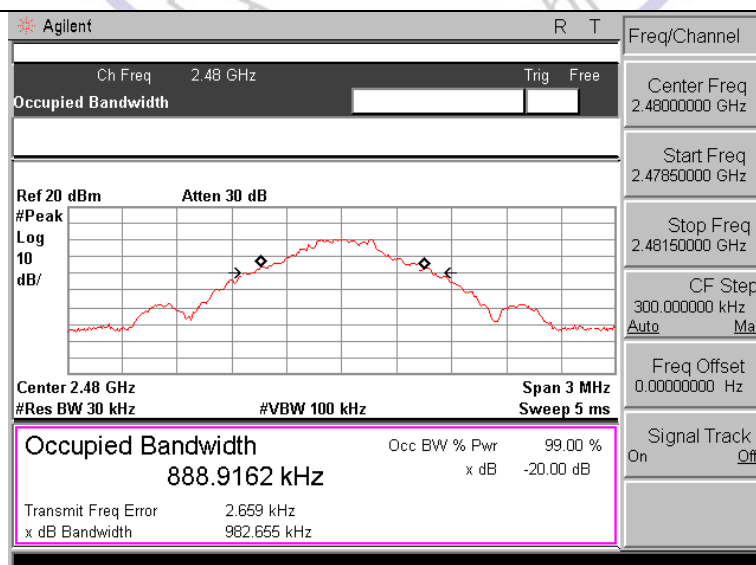 Agilent R T
Freq/Channel
Ch Freq 2.48 GHz Trig Free
Occupied Bandwidth
Center Freq
2.48000000 GHz
Start Freq
2.47850000 GHz
Stop Freq
2.48150000 GHz
CF Step
300.000000 kHz
Auto Ma
Freq Offset
0.00000000 Hz
Signal Track
On Off
Ref 20 dBm Atten 30 dB
#Peak
Log
10
dB/
Center 2.48 GHz Span 3 MHz
#Res BW 30 kHz #VBW 100 kHz Sweep 5 ms
Occupied Bandwidth Occ BW % Pwr 99.00 %
888.9162 kHz x dB -20.00 dB
Transmit Freq Error 2.659 kHz
x dB Bandwidth 982.655 kHz